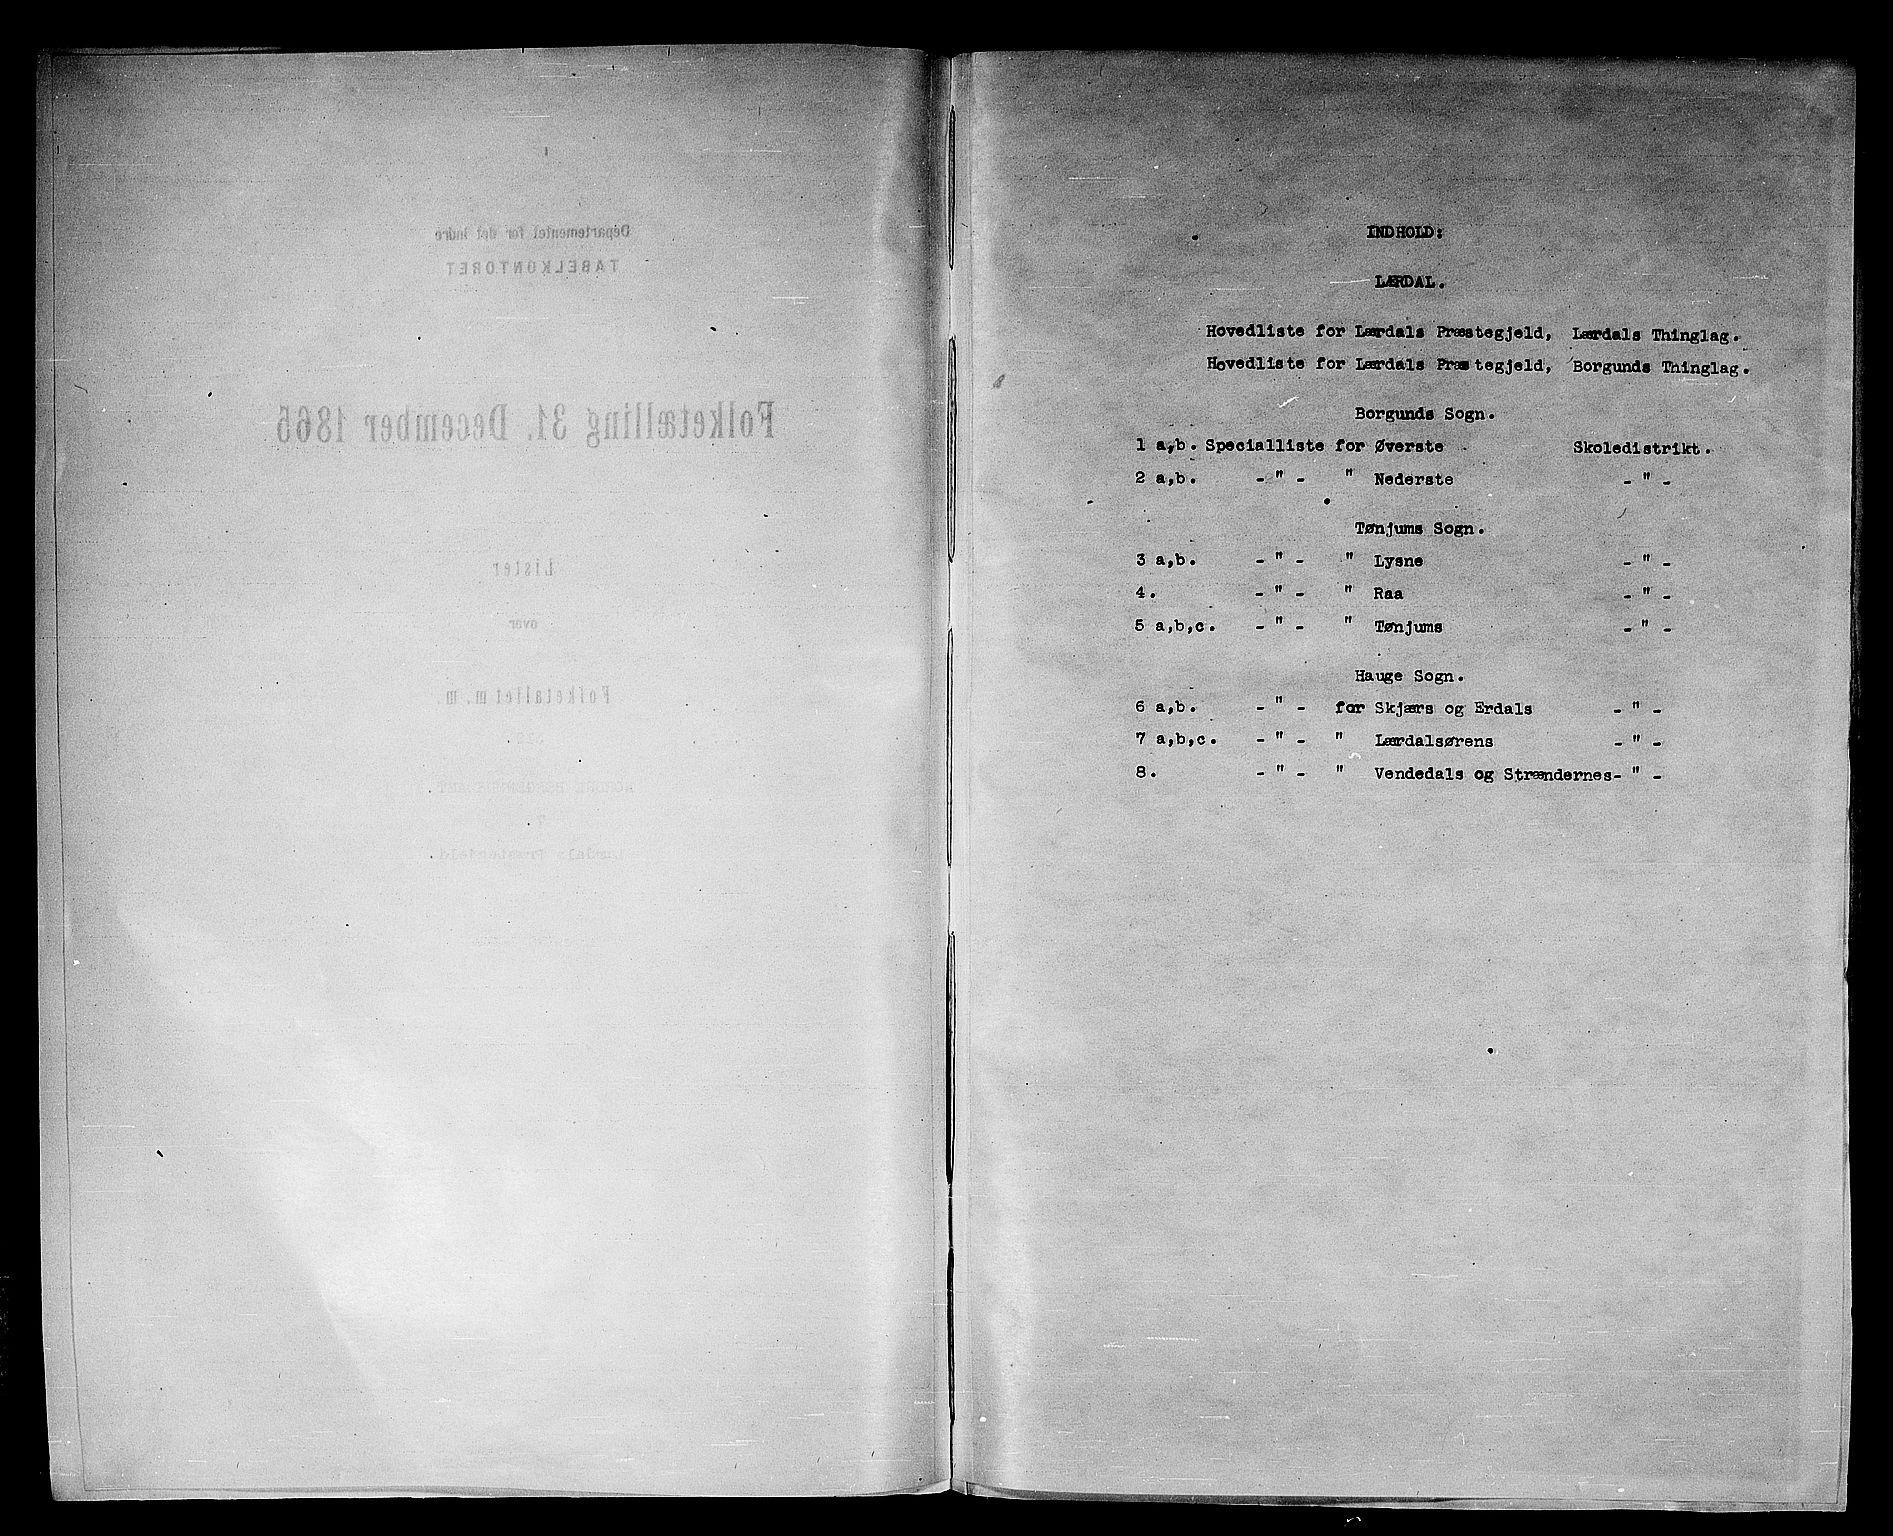 Departementet for det Indre
TABELKONTORET
Folketælling 31. December 1865
Lister
over
Folketallet m. m.
INDHOLD:
LÆRDAL.
Hovedliste for Lærdals Præstegjeld, Lærdals Thinglag.
Hovedliste for Lærdals Præstegjeld, Borgunds Thinglag.
Borgunds Sogn.
1 a,b. Specialliste for Øverste Skoledistrikt.
2 a,b. - " - " Nederste - " -
Tønjums Sogn.
3 a,b. - " - " Lysne - " -
4. - " - " Raa - " -
5 a,b,c. - " - " Tønjums - " -
Hauge Sogn.
6 a,b. - " - for Skjærs og Erdals - " -
7 a,b,c. - " - " Lærdalsørens - " -
8. - " - " Vendedals og Strændernes- " -